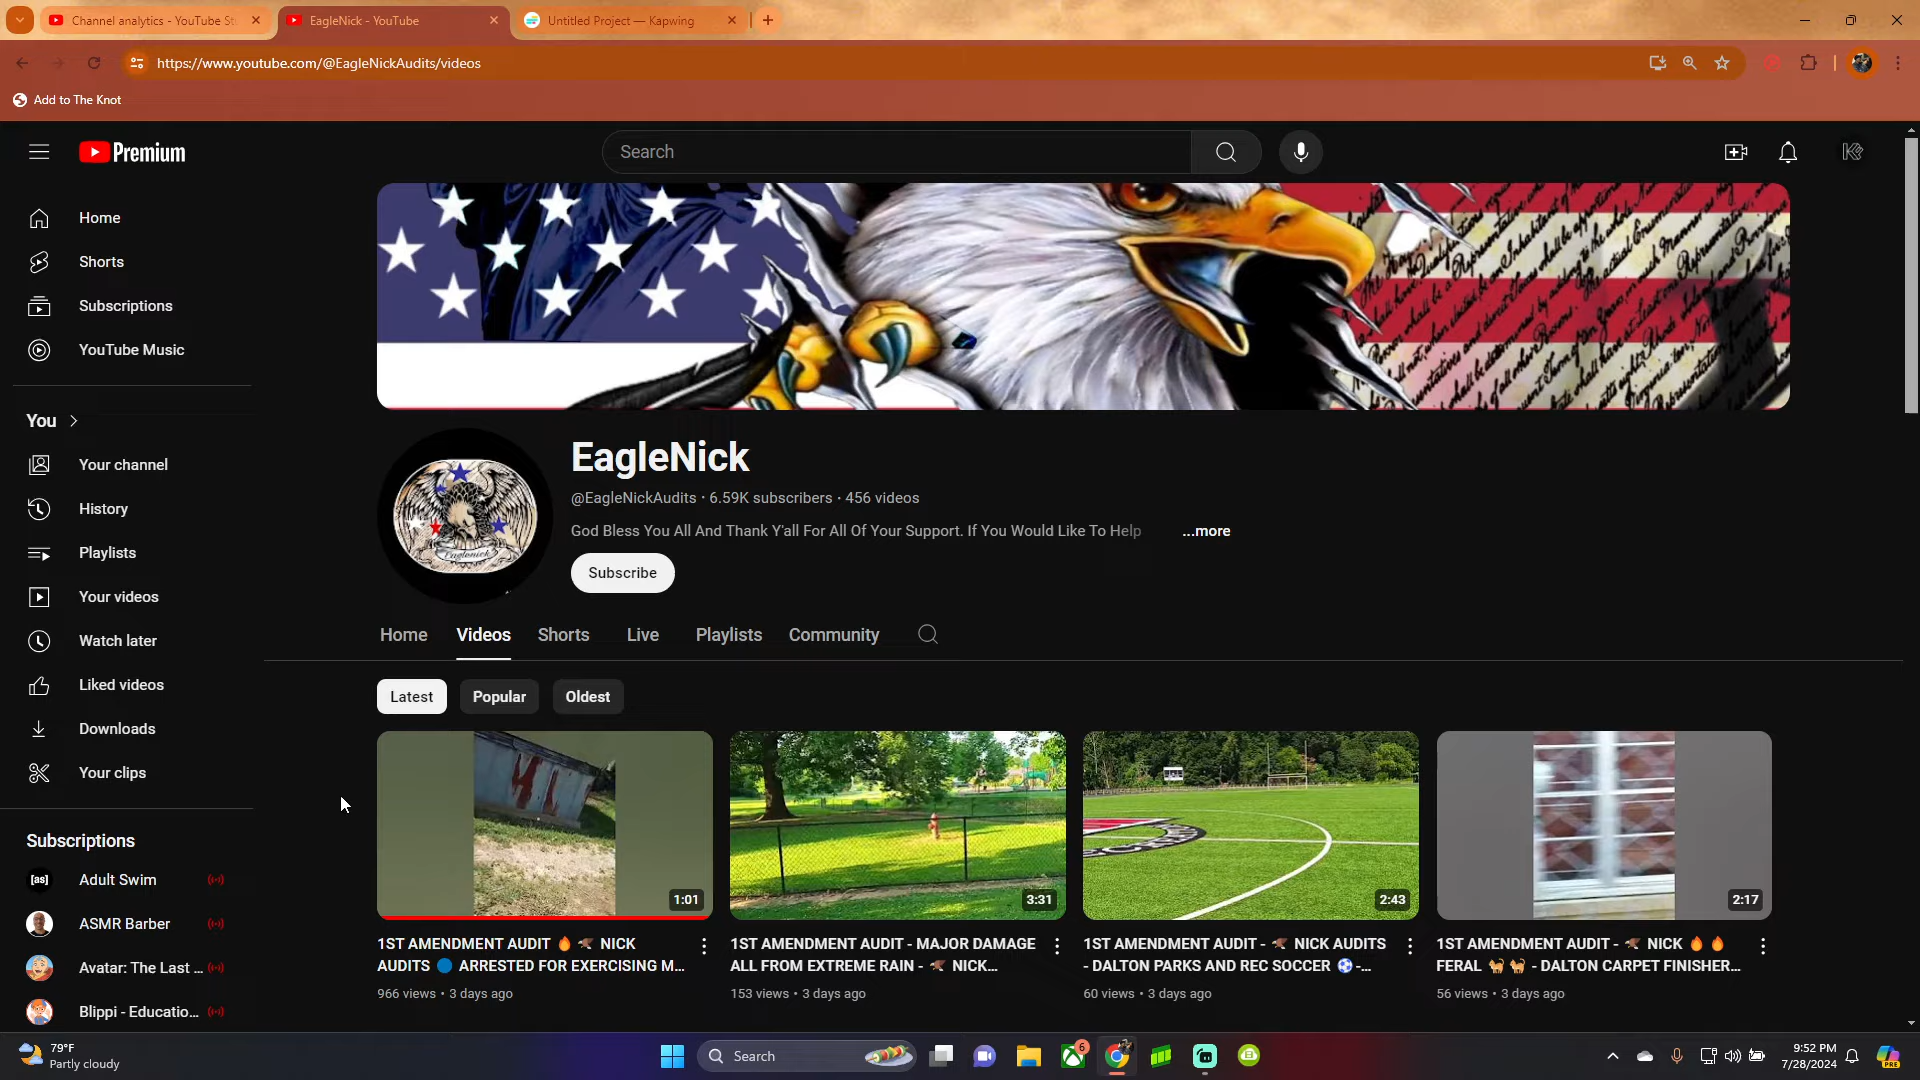 Channel analytics - YouTube St
EagleNick - YouTube
Untitled Project — Kapwing
https://www.youtube.com/@EagleNickAudits/videos
Add to The Knot
Premium
Search
Home
Shorts
Subscriptions
YouTube Music
You
Your channel
History
Playlists
Your videos
Watch later
Liked videos
Downloads
Your clips
Subscriptions
[as] Adult Swim
ASMR Barber
Avatar: The Last ...
Blippi - Educatio...
EagleNick
@EagleNickAudits · 6.59K subscribers · 456 videos
God Bless You All And Thank Y'all For All Of Your Support. If You Would Like To Help ...more
Subscribe
Eaglenick
Home Videos Shorts Live Playlists Community
Latest Popular Oldest
1:01
1ST AMENDMENT AUDIT 🔥 🦅 NICK
AUDITS 🔵 ARRESTED FOR EXERCISING M...
966 views · 3 days ago
3:31
1ST AMENDMENT AUDIT - MAJOR DAMAGE
ALL FROM EXTREME RAIN - 🦅 NICK...
153 views · 3 days ago
2:43
1ST AMENDMENT AUDIT - 🦅 NICK AUDITS
- DALTON PARKS AND REC SOCCER ⚽ -...
60 views · 3 days ago
2:17
1ST AMENDMENT AUDIT - 🦅 NICK 🔥 🔥
FERAL 🐈 🐈 - DALTON CARPET FINISHER...
56 views · 3 days ago
79°F
Partly cloudy
Search
6
9:52 PM
7/28/2024
PRE